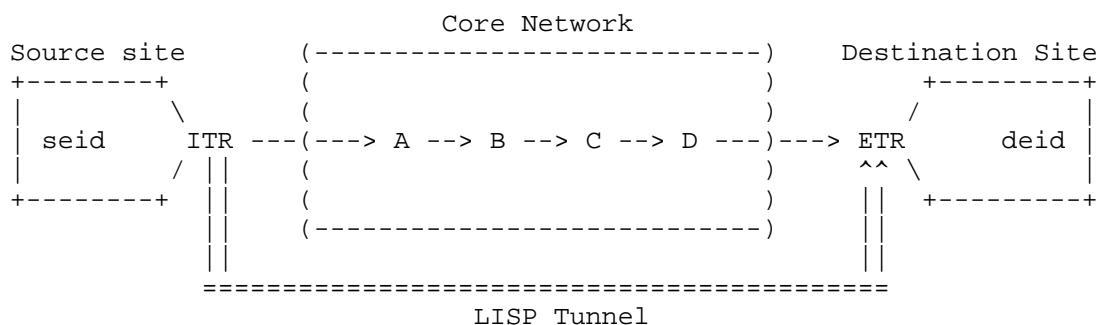 Core Network
Source site         (----------------------------)      Destination Site
+--------+          (                            )          +---------+
|         \         (                            )         /          |
| seid     ITR ---(---> A --> B --> C --> D ---)---> ETR      deid |
|         / ||        (                            )     ^^ \         |
+--------+  ||        (                            )     ||  +---------+
            ||        (----------------------------)     ||
            ||                                           ||
            ===========================================
                            LISP Tunnel